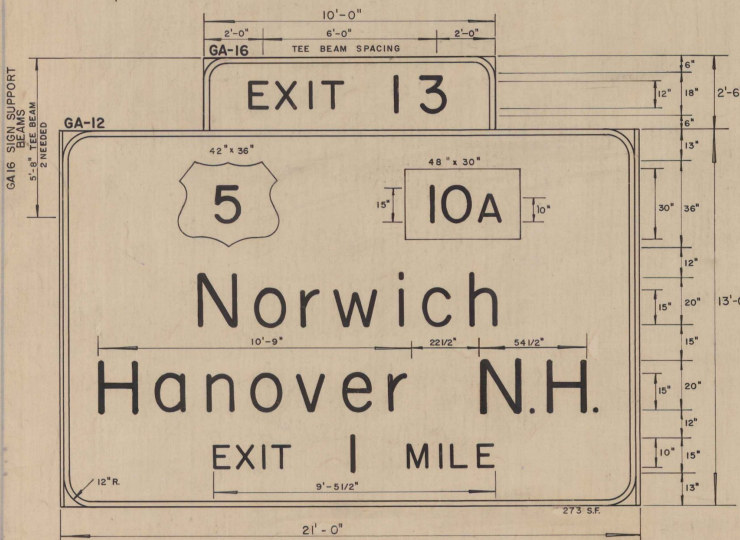 10'-0"
2'-0" 6'-0" 2'-0"
GA-16 TEE BEAM SPACING
EXIT 13
6"
12" 18"
6"
2'-6
GA16 SIGN SUPPORT
BEAMS
5'-8" TEE BEAM
2 NEEDED
GA-12
42" x 36"
5
48" x 30"
15" 10A 10"
13"
30" 36"
12"
Norwich
15" 20"
13'-0
15"
10'-9" 22 1/2" 54 1/2"
Hanover N.H.
15" 20"
12"
EXIT 1 MILE
10" 15"
9'-5 1/2"
12" R.
13"
273 S.F.
21'-0"